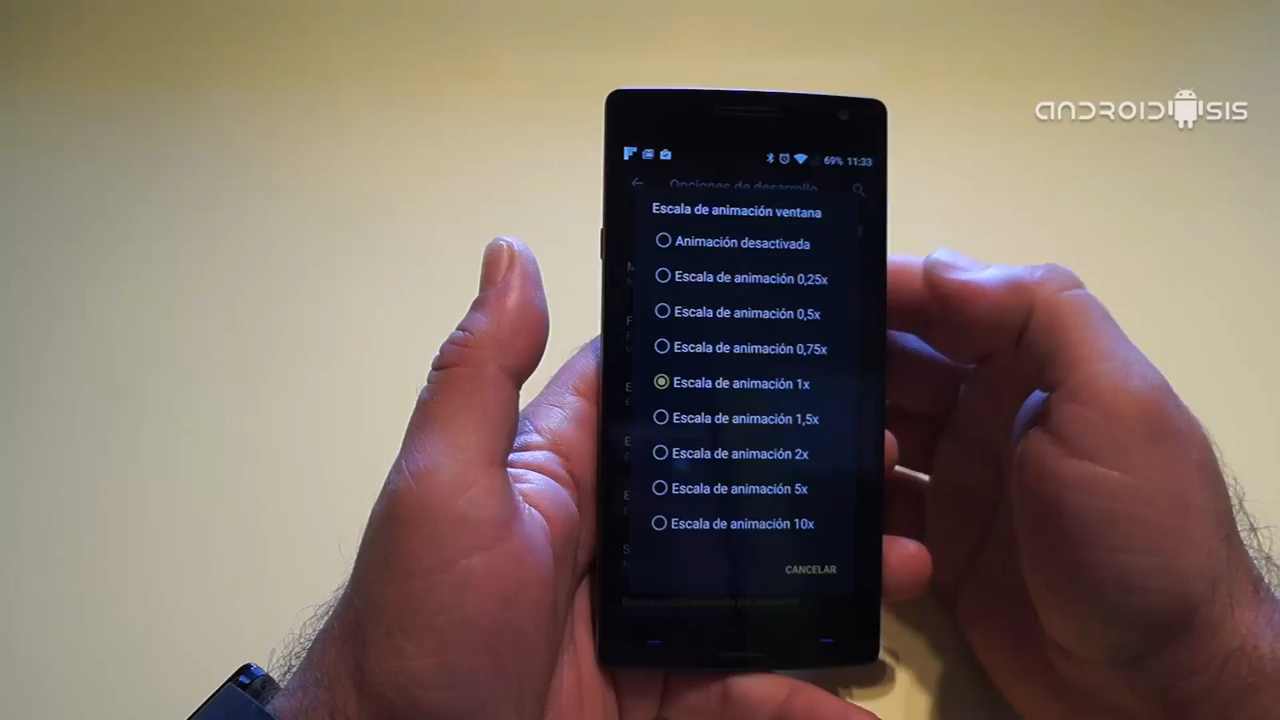 ANDROIDSIS
69% 11:33
Opciones de desarrollo
Escala de animación ventana
Animación desactivada
Escala de animación 0,25x
Escala de animación 0,5x
Escala de animación 0,75x
Escala de animación 1x
Escala de animación 1,5x
Escala de animación 2x
Escala de animación 5x
Escala de animación 10x
CANCELAR